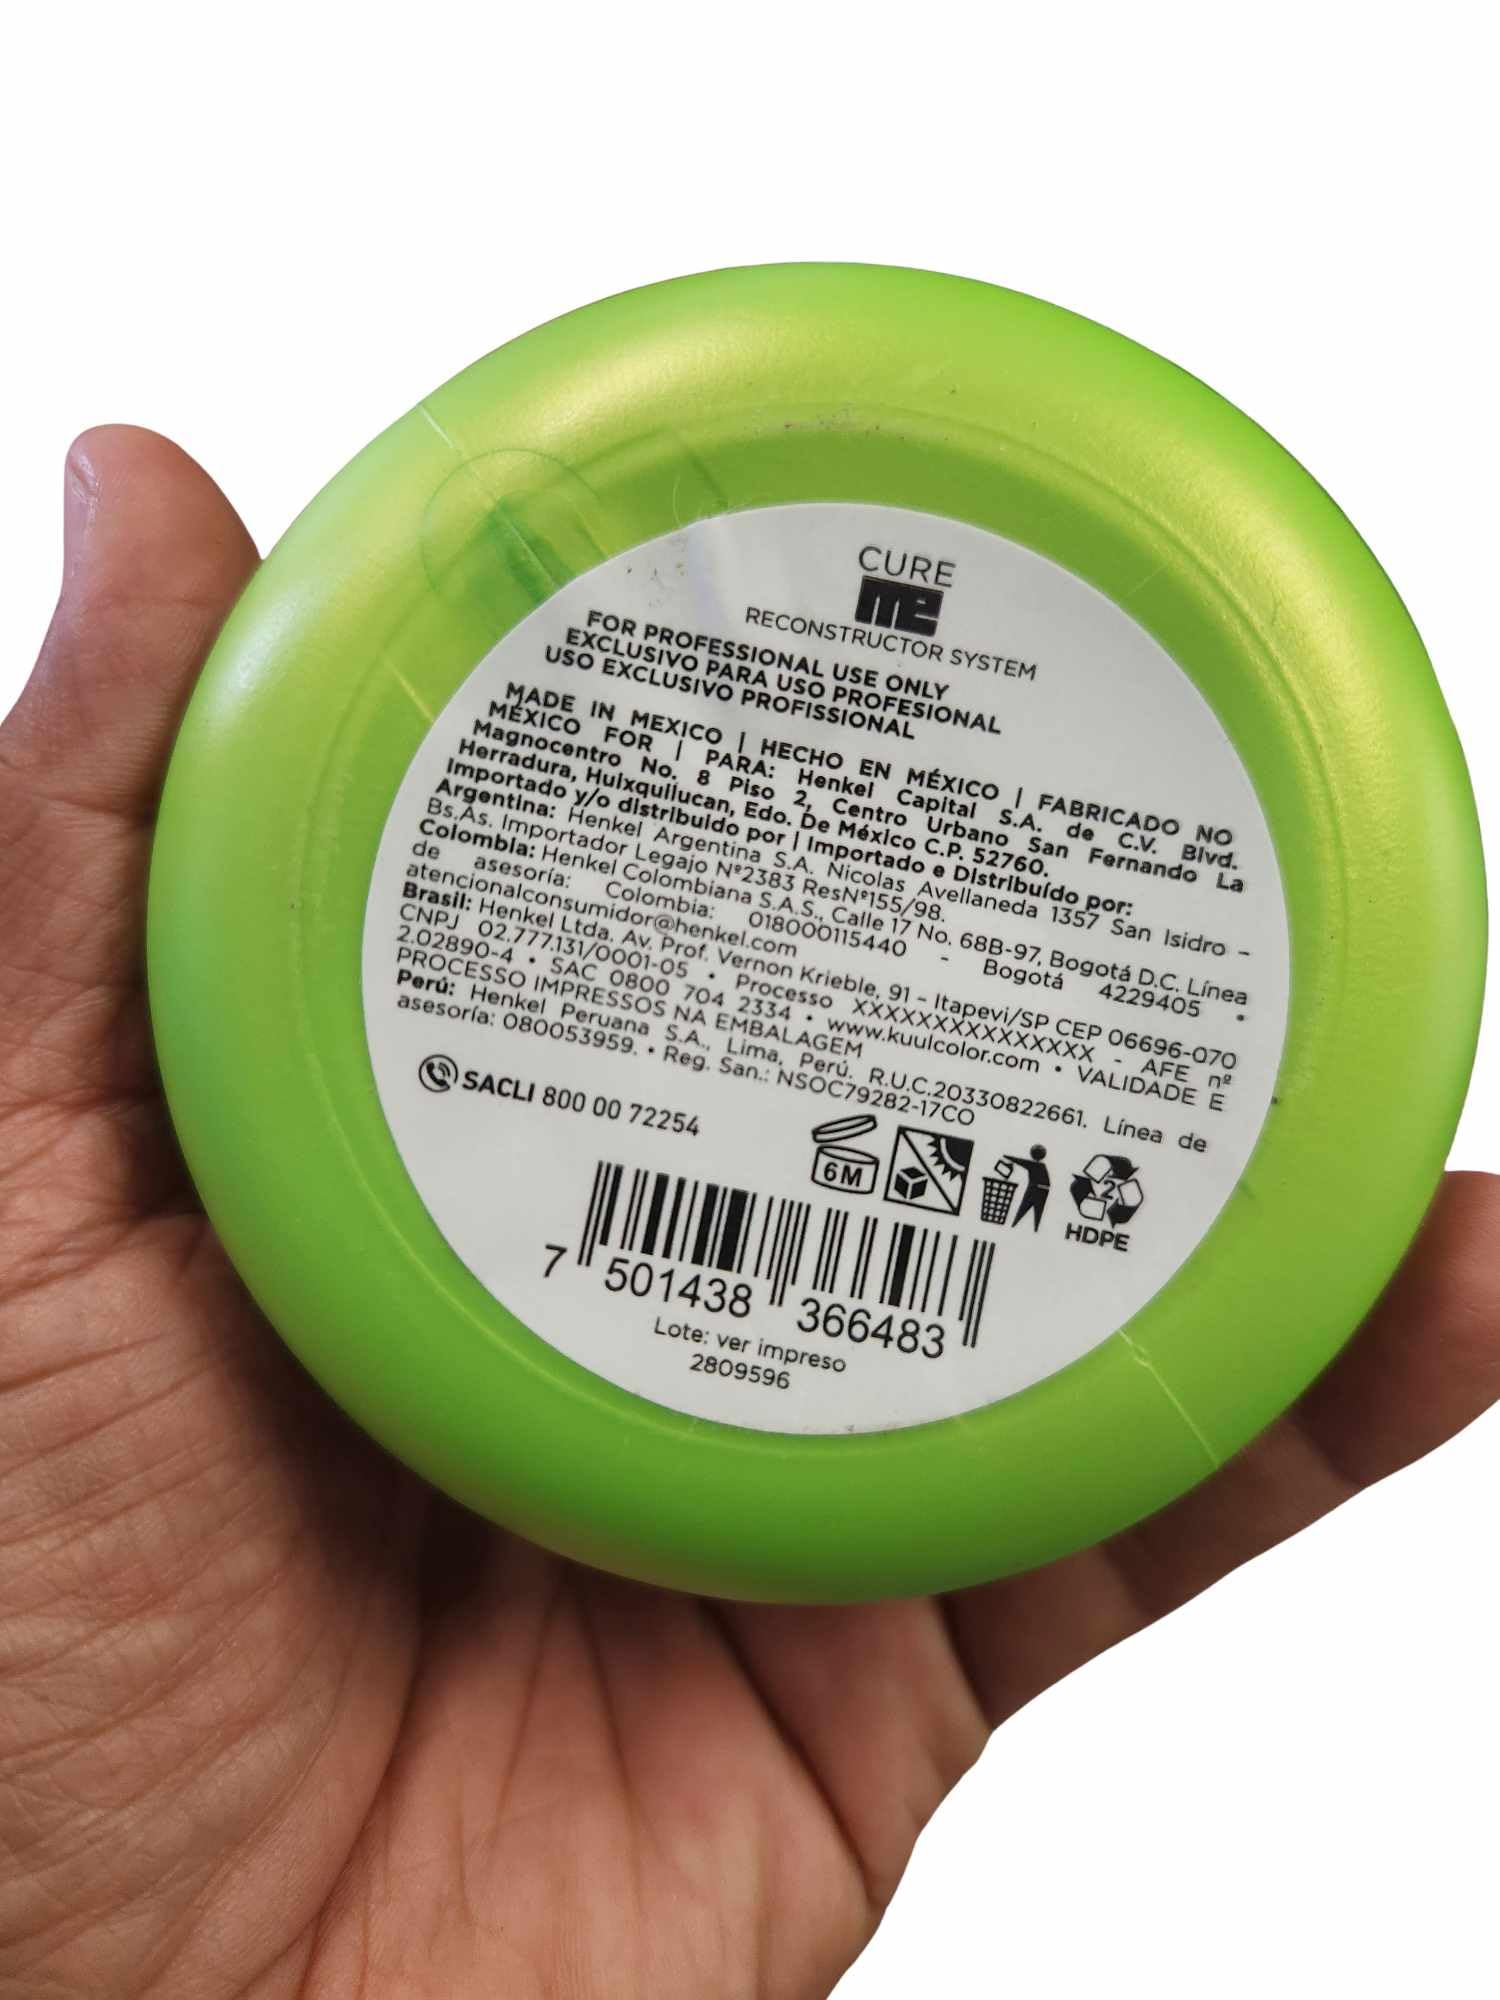 CURE
me
RECONSTRUCTOR SYSTEM
FOR PROFESSIONAL USE ONLY
EXCLUSIVO PARA USO PROFESIONAL
USO EXCLUSIVO PROFISSIONAL
MADE IN MEXICO | HECHO EN MÉXICO | FABRICADO NO
MÉXICO FOR | PARA: Henkel Capital S.A. de C.V. Blvd.
Magnocentro No. 8 Piso 2, Centro Urbano San Fernando La
Herradura, Huixquilucan, Edo. De México C.P. 52760.
Importado y/o distribuido por | Importado e Distribuído por:
Argentina: Henkel Argentina S.A. Nicolas Avellaneda 1357 San Isidro –
Bs.As. Importador Legajo Nº2383 ResNº155/98.
Colombia: Henkel Colombiana S.A.S., Calle 17 No. 68B-97, Bogotá D.C. Línea
de asesoría: Colombia: 018000115440 - Bogotá 4229405 •
atencionalconsumidor@henkel.com
Brasil: Henkel Ltda. Av. Prof. Vernon Krieble, 91 – Itapevi/SP CEP 06696-070
CNPJ 02.777.131/0001-05 • Processo XXXXXXXXXXXXXXXX - AFE nº
2.02890-4 • SAC 0800 704 2334 • www.kuulcolor.com • VALIDADE E
PROCESSO IMPRESSOS NA EMBALAGEM
Perú: Henkel Peruana S.A., Lima, Perú. R.U.C.20330822661. Línea de
asesoría: 080053959. • Reg. San.: NSOC79282-17CO
SACLI 800 00 72254
6M
2
HDPE
7 501438 366483
Lote: ver impreso
2809596